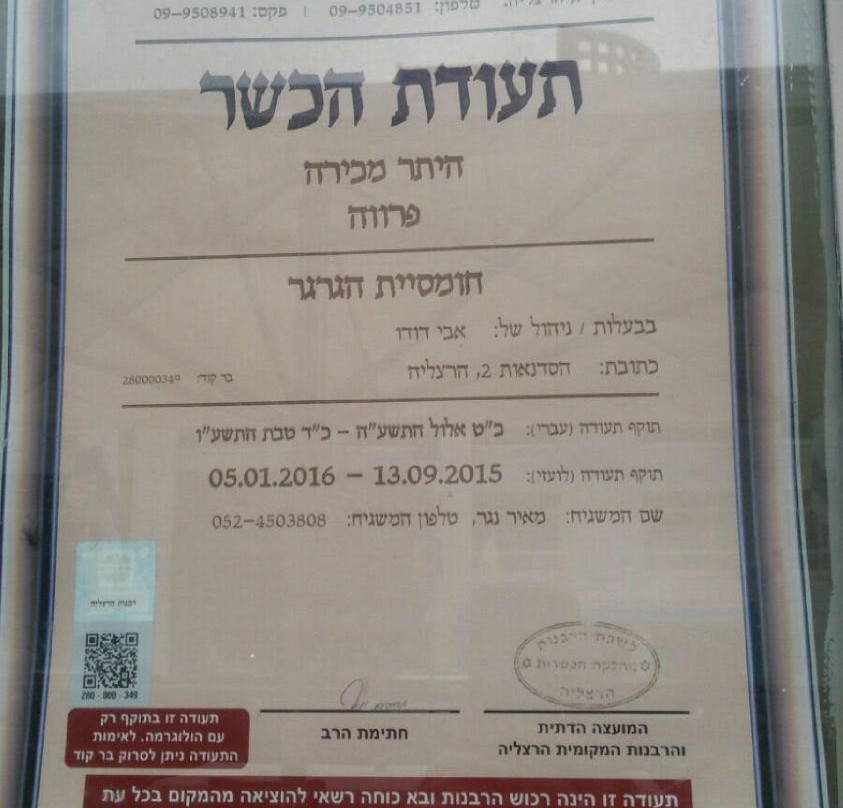 טלפון: 09-9504851 | פקס: 09-9508941
תעודת הכשר
היתר מכירה
פרווה
חומסיית הגרגר
בבעלות / ניהול של: אבי דודו
כתובת: הסדנאות 2, הרצליה
בר קוד: 280000349
תוקף תעודה (עברי): כ"ט אלול התשע"ה – כ"ד טבת התשע"ו
תוקף תעודה (לועזי): 13.09.2015 – 05.01.2016
שם המשגיח: מאיר נגר, טלפון המשגיח: 052-4503808
רבנות הרצליה
280 - 000 - 349
לשכת הרבנות
מחלקת הכשרות
הרצליה
תעודה זו בתוקף רק
עם הולוגרמה. לאימות
התעודה ניתן לסרוק בר קוד
חתימת הרב
המועצה הדתית
והרבנות המקומית הרצליה
תעודה זו הינה רכוש הרבנות ובא כוחה רשאי להוציאה מהמקום בכל עת